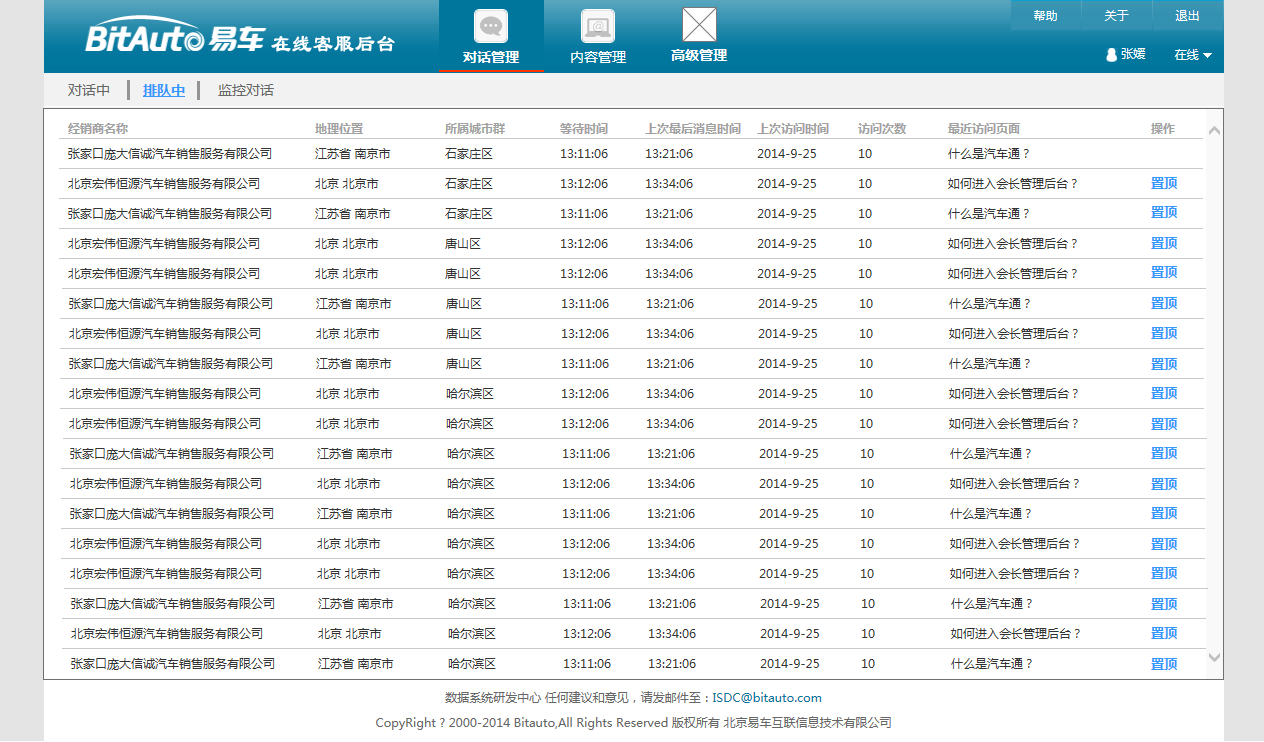 BitAuto 易车 在线客服后台 对话管理 内容管理 高级管理 帮助 关于 退出
张媛 在线
对话中 排队中 监控对话
经销商名称 地理位置 所属城市群 等待时间 上次最后消息时间 上次访问时间 访问次数 最近访问页面 操作
张家口庞大信诚汽车销售服务有限公司 江苏省 南京市 石家庄区 13:11:06 13:21:06 2014-9-25 10 什么是汽车通？
北京宏伟恒源汽车销售服务有限公司 北京 北京市 石家庄区 13:12:06 13:34:06 2014-9-25 10 如何进入会长管理后台？ 置顶
张家口庞大信诚汽车销售服务有限公司 江苏省 南京市 石家庄区 13:11:06 13:21:06 2014-9-25 10 什么是汽车通？ 置顶
北京宏伟恒源汽车销售服务有限公司 北京 北京市 唐山区 13:12:06 13:34:06 2014-9-25 10 如何进入会长管理后台？ 置顶
北京宏伟恒源汽车销售服务有限公司 北京 北京市 唐山区 13:12:06 13:34:06 2014-9-25 10 如何进入会长管理后台？ 置顶
张家口庞大信诚汽车销售服务有限公司 江苏省 南京市 唐山区 13:11:06 13:21:06 2014-9-25 10 什么是汽车通？ 置顶
北京宏伟恒源汽车销售服务有限公司 北京 北京市 唐山区 13:12:06 13:34:06 2014-9-25 10 如何进入会长管理后台？ 置顶
张家口庞大信诚汽车销售服务有限公司 江苏省 南京市 唐山区 13:11:06 13:21:06 2014-9-25 10 什么是汽车通？ 置顶
北京宏伟恒源汽车销售服务有限公司 北京 北京市 哈尔滨区 13:12:06 13:34:06 2014-9-25 10 如何进入会长管理后台？ 置顶
北京宏伟恒源汽车销售服务有限公司 北京 北京市 哈尔滨区 13:12:06 13:34:06 2014-9-25 10 如何进入会长管理后台？ 置顶
张家口庞大信诚汽车销售服务有限公司 江苏省 南京市 哈尔滨区 13:11:06 13:21:06 2014-9-25 10 什么是汽车通？ 置顶
北京宏伟恒源汽车销售服务有限公司 北京 北京市 哈尔滨区 13:12:06 13:34:06 2014-9-25 10 如何进入会长管理后台？ 置顶
张家口庞大信诚汽车销售服务有限公司 江苏省 南京市 哈尔滨区 13:11:06 13:21:06 2014-9-25 10 什么是汽车通？ 置顶
北京宏伟恒源汽车销售服务有限公司 北京 北京市 哈尔滨区 13:12:06 13:34:06 2014-9-25 10 如何进入会长管理后台？ 置顶
北京宏伟恒源汽车销售服务有限公司 北京 北京市 哈尔滨区 13:12:06 13:34:06 2014-9-25 10 如何进入会长管理后台？ 置顶
张家口庞大信诚汽车销售服务有限公司 江苏省 南京市 哈尔滨区 13:11:06 13:21:06 2014-9-25 10 什么是汽车通？ 置顶
北京宏伟恒源汽车销售服务有限公司 北京 北京市 哈尔滨区 13:12:06 13:34:06 2014-9-25 10 如何进入会长管理后台？ 置顶
张家口庞大信诚汽车销售服务有限公司 江苏省 南京市 哈尔滨区 13:11:06 13:21:06 2014-9-25 10 什么是汽车通？ 置顶
数据系统研发中心 任何建议和意见，请发邮件至：ISDC@bitauto.com
CopyRight ? 2000-2014 Bitauto,All Rights Reserved 版权所有 北京易车互联信息技术有限公司